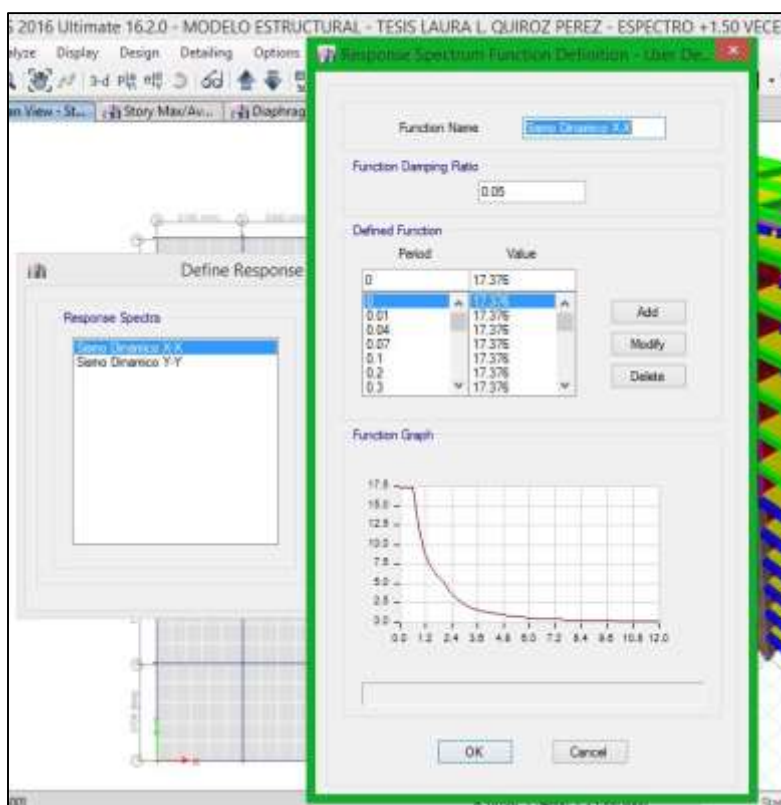 S 2016 Ultimate 16.2.0 - MODELO ESTRUCTURAL - TESIS LAURA L. QUIROZ PEREZ - ESPECTRO +1.50 VECE
alyze Display Design Detailing Options
3-d
an View - St... Story Max/Av... Diaphrag
Response Spectrum Function Definition - User De...
Function Name
Sismo Dinamico X-X
Function Damping Ratio
0.05
Defined Function
Period Value
0 17.376
0 17.376
0.01 17.376
0.04 17.376
0.07 17.376
0.1 17.376
0.2 17.376
0.3 17.376
Add
Modify
Delete
Define Response
Response Spectra
Sismo Dinamico X-X
Sismo Dinamico Y-Y
Function Graph
17.5
15.0
12.5
10.0
7.5
5.0
2.5
0.0
0.0 1.2 2.4 3.6 4.8 6.0 7.2 8.4 9.6 10.8 12.0
OK Cancel